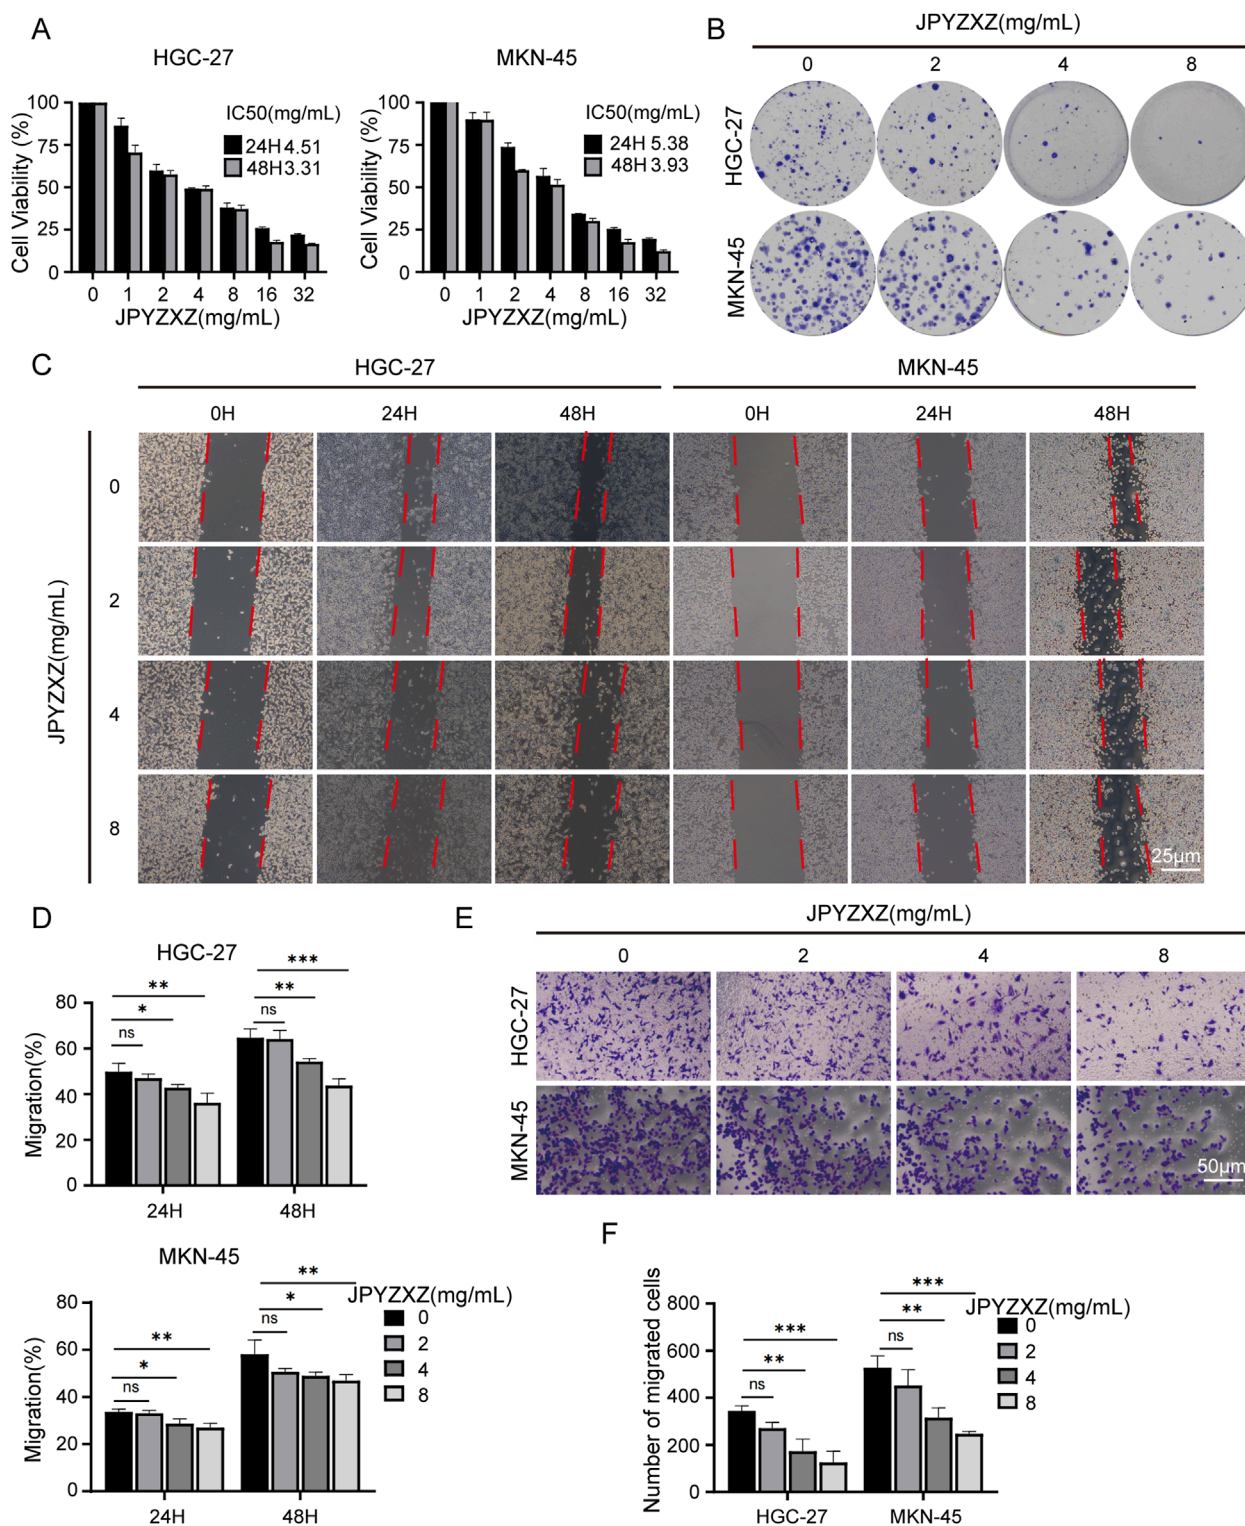 A
HGC-27
Cell Viability (%)
100
75
50
25
0
IC50(mg/mL)
24H 4.51
48H 3.31
0 1 2 4 8 16 32
JPYZXZ(mg/mL)
MKN-45
Cell Viability (%)
100
75
50
25
0
IC50(mg/mL)
24H 5.38
48H 3.93
0 1 2 4 8 16 32
JPYZXZ(mg/mL)
B
JPYZXZ(mg/mL)
0 2 4 8
HGC-27
MKN-45
C
HGC-27 MKN-45
0H 24H 48H 0H 24H 48H
JPYZXZ(mg/mL)
0
2
4
8
25μm
D
HGC-27
Migration(%)
80
60
40
20
0
ns
*
**
ns
**
***
24H 48H
MKN-45
Migration(%)
80
60
40
20
0
ns
*
**
ns
*
**
24H 48H
JPYZXZ(mg/mL)
0
2
4
8
E
JPYZXZ(mg/mL)
0 2 4 8
HGC-27
MKN-45
50μm
F
Number of migrated cells
800
600
400
200
0
ns
**
***
ns
**
***
HGC-27 MKN-45
JPYZXZ(mg/mL)
0
2
4
8